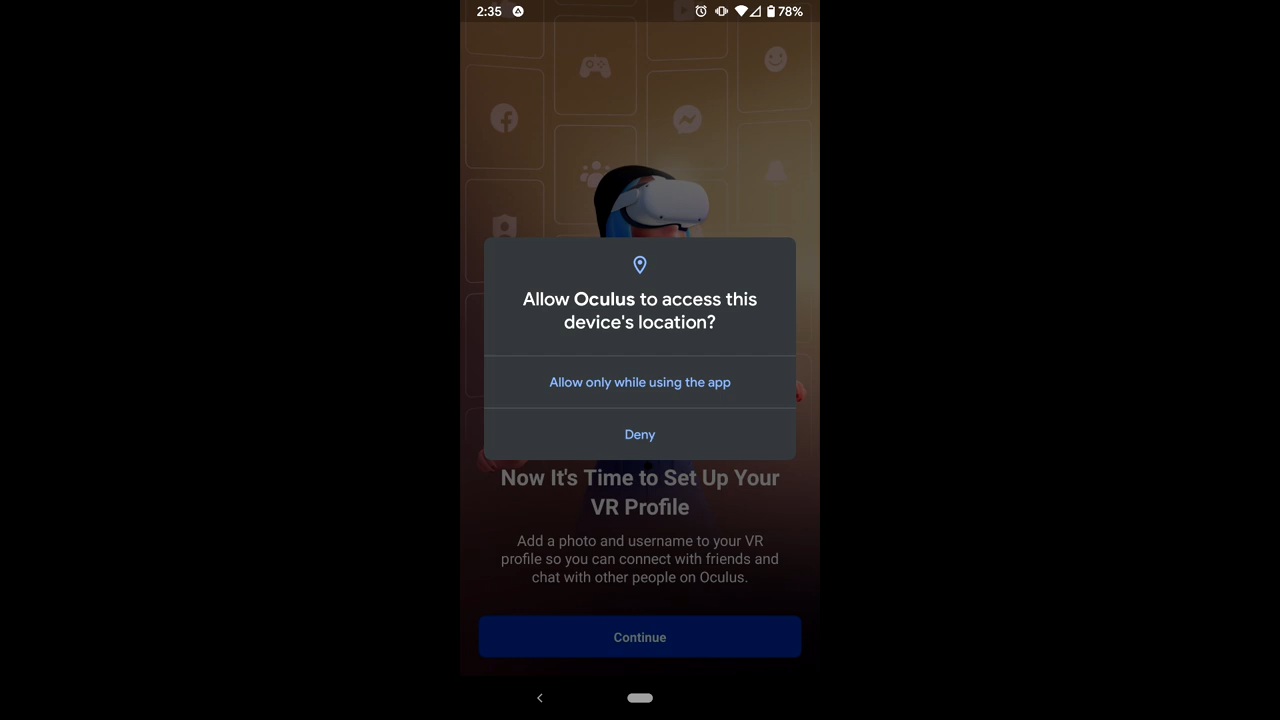 2:35
78%
Allow Oculus to access this
device's location?
Allow only while using the app
Deny
Now It's Time to Set Up Your
VR Profile
Add a photo and username to your VR
profile so you can connect with friends and
chat with other people on Oculus.
Continue